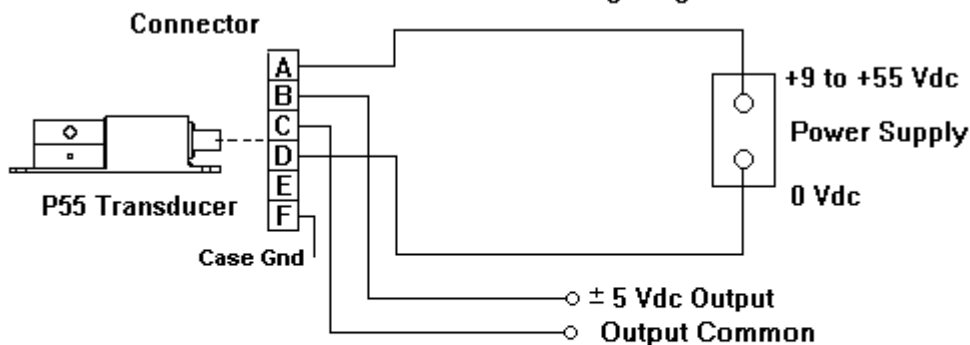 Connector
A
B
C
D
E
F
+9 to +55 Vdc
Power Supply
0 Vdc
P55 Transducer
Case Gnd
± 5 Vdc Output
Output Common